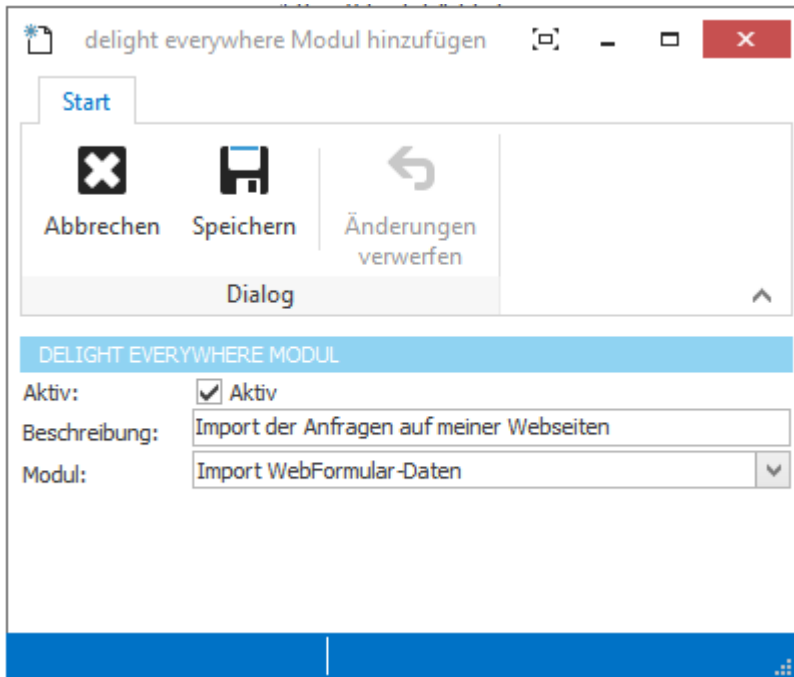 delight everywhere Modul hinzufügen
Start
Abbrechen
Speichern
Änderungen
verwerfen
Dialog
DELIGHT EVERYWHERE MODUL
Aktiv:
Aktiv
Beschreibung:
Import der Anfragen auf meiner Webseiten
Modul:
Import WebFormular-Daten